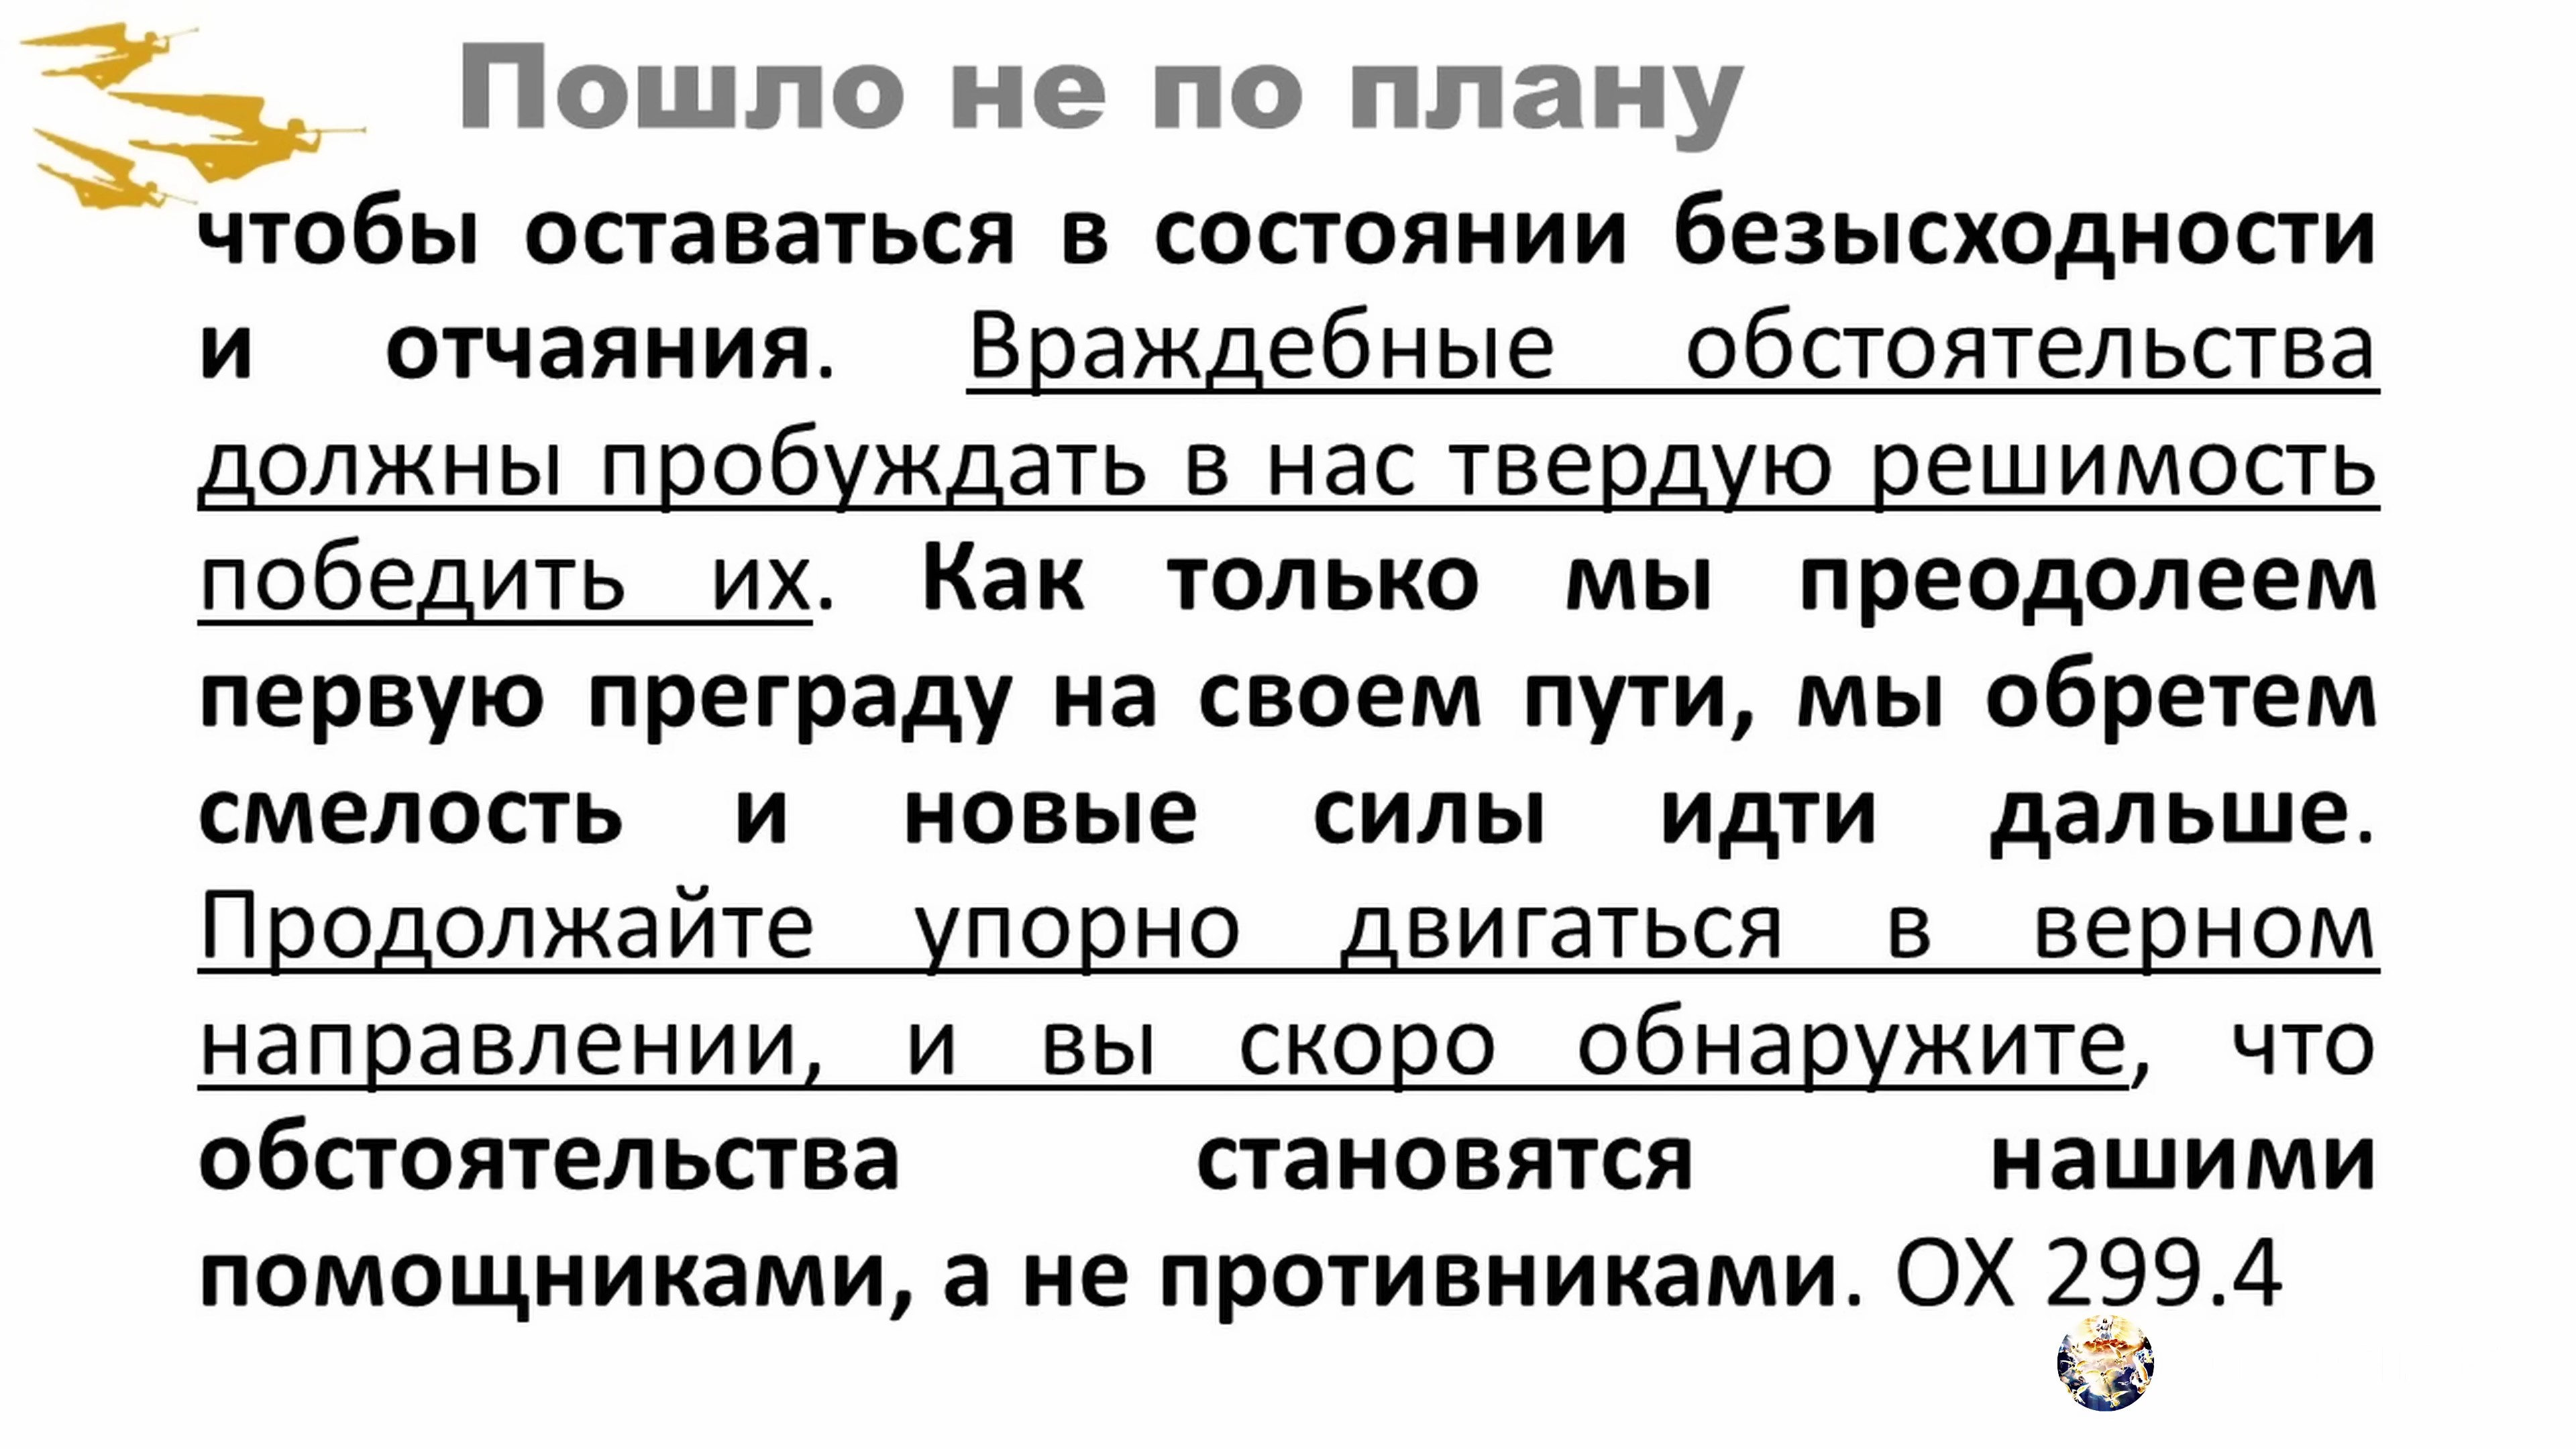 Пошло не по плану
чтобы оставаться в состоянии безысходности
и отчаяния. Враждебные обстоятельства
должны пробуждать в нас твердую решимость
победить их. Как только мы преодолеем
первую преграду на своем пути, мы обретем
смелость и новые силы идти дальше.
Продолжайте упорно двигаться в верном
направлении, и вы скоро обнаружите, что
обстоятельства становятся нашими
помощниками, а не противниками. ОХ 299.4